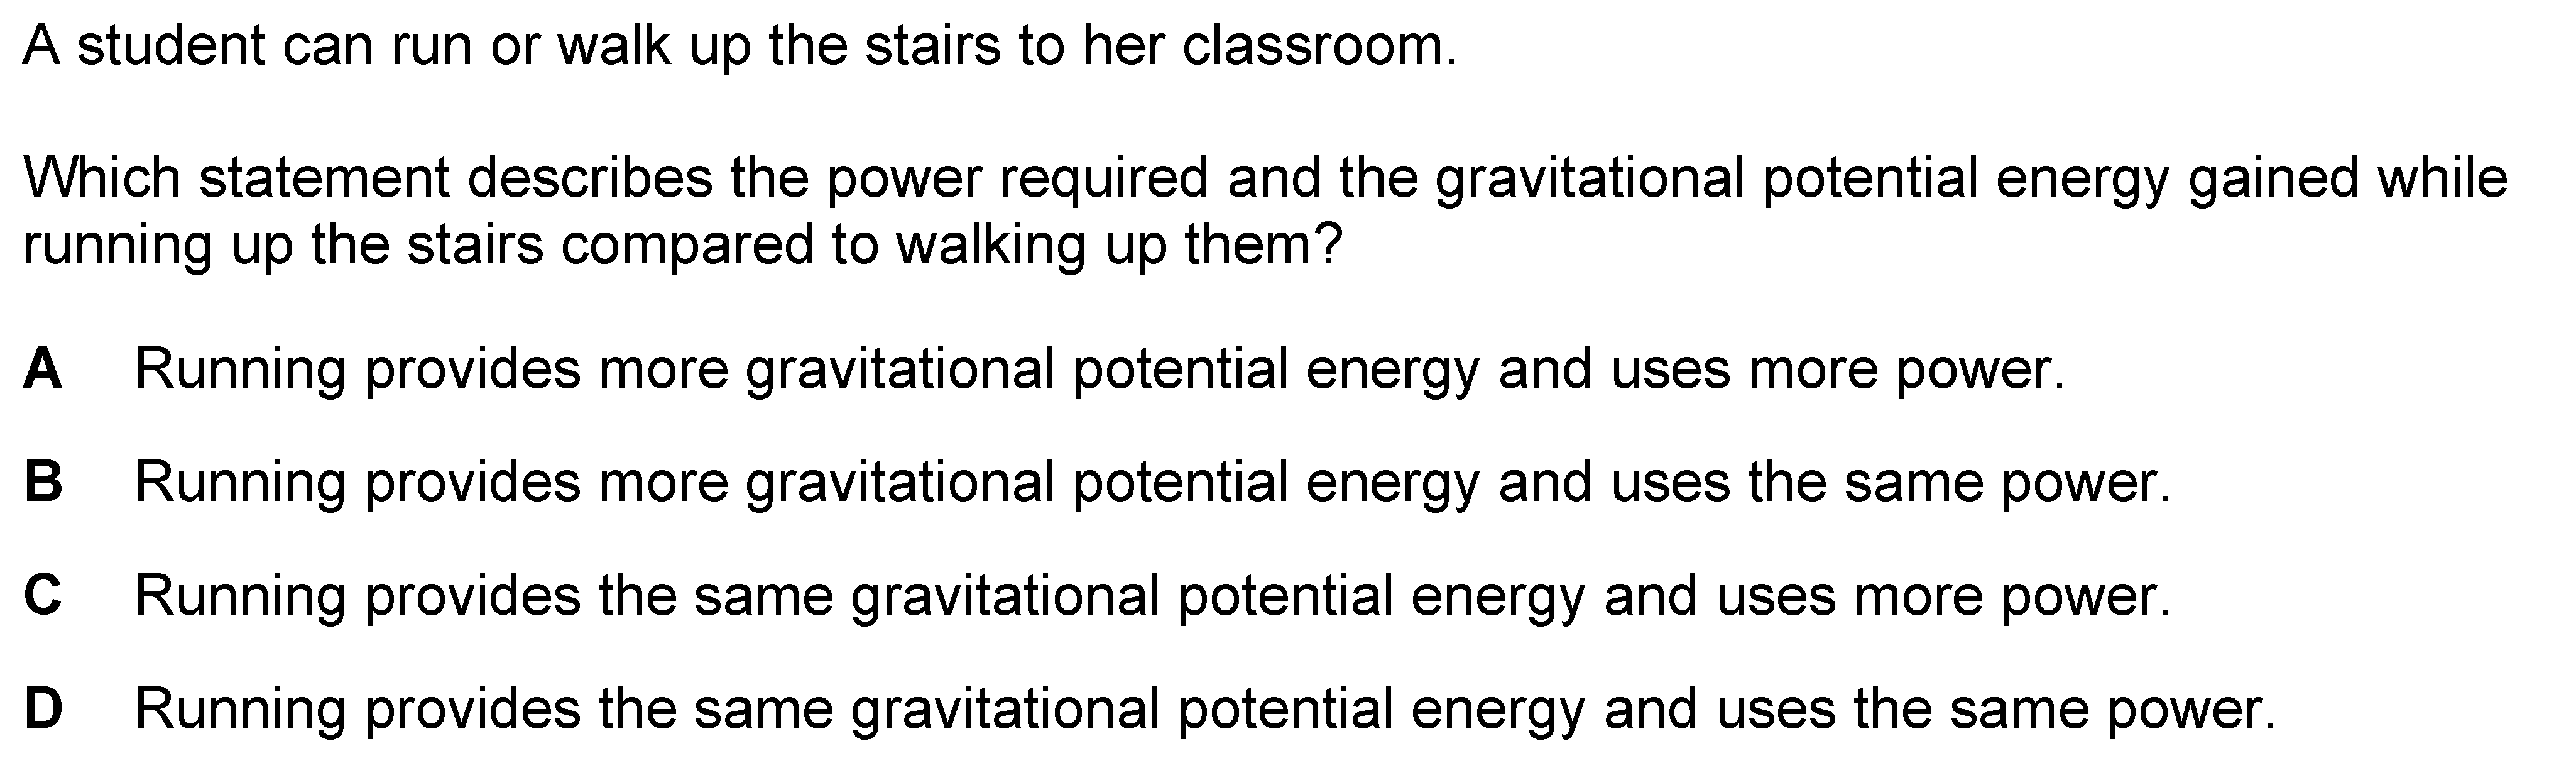 A student can run or walk up the stairs to her classroom.
Which statement describes the power required and the gravitational potential energy gained while
running up the stairs compared to walking up them?
A Running provides more gravitational potential energy and uses more power.
B Running provides more gravitational potential energy and uses the same power.
C Running provides the same gravitational potential energy and uses more power.
D Running provides the same gravitational potential energy and uses the same power.